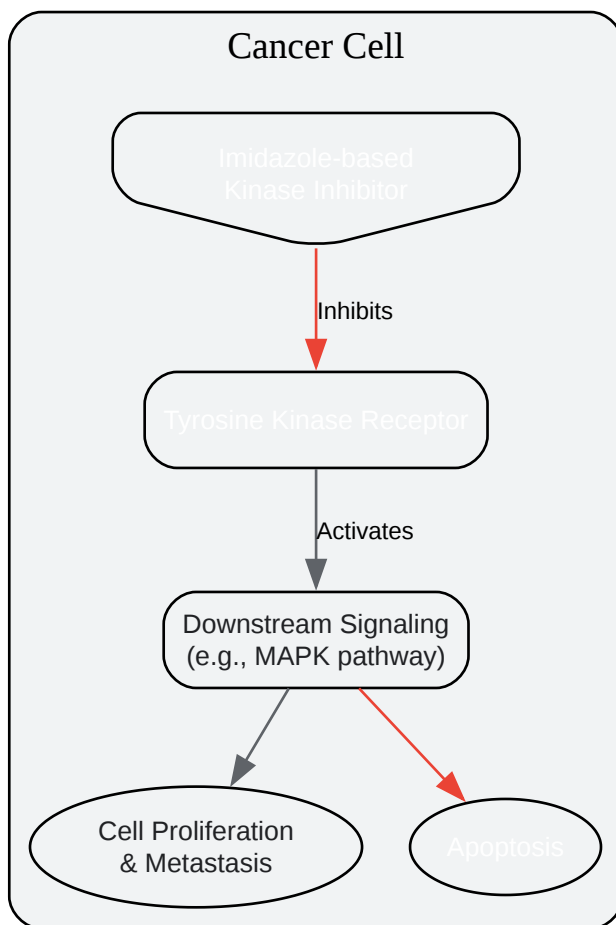 Cancer Cell
Imidazole-based
Kinase Inhibitor
Inhibits
Tyrosine Kinase Receptor
Activates
Downstream Signaling
(e.g., MAPK pathway)
Cell Proliferation
& Metastasis
Apoptosis